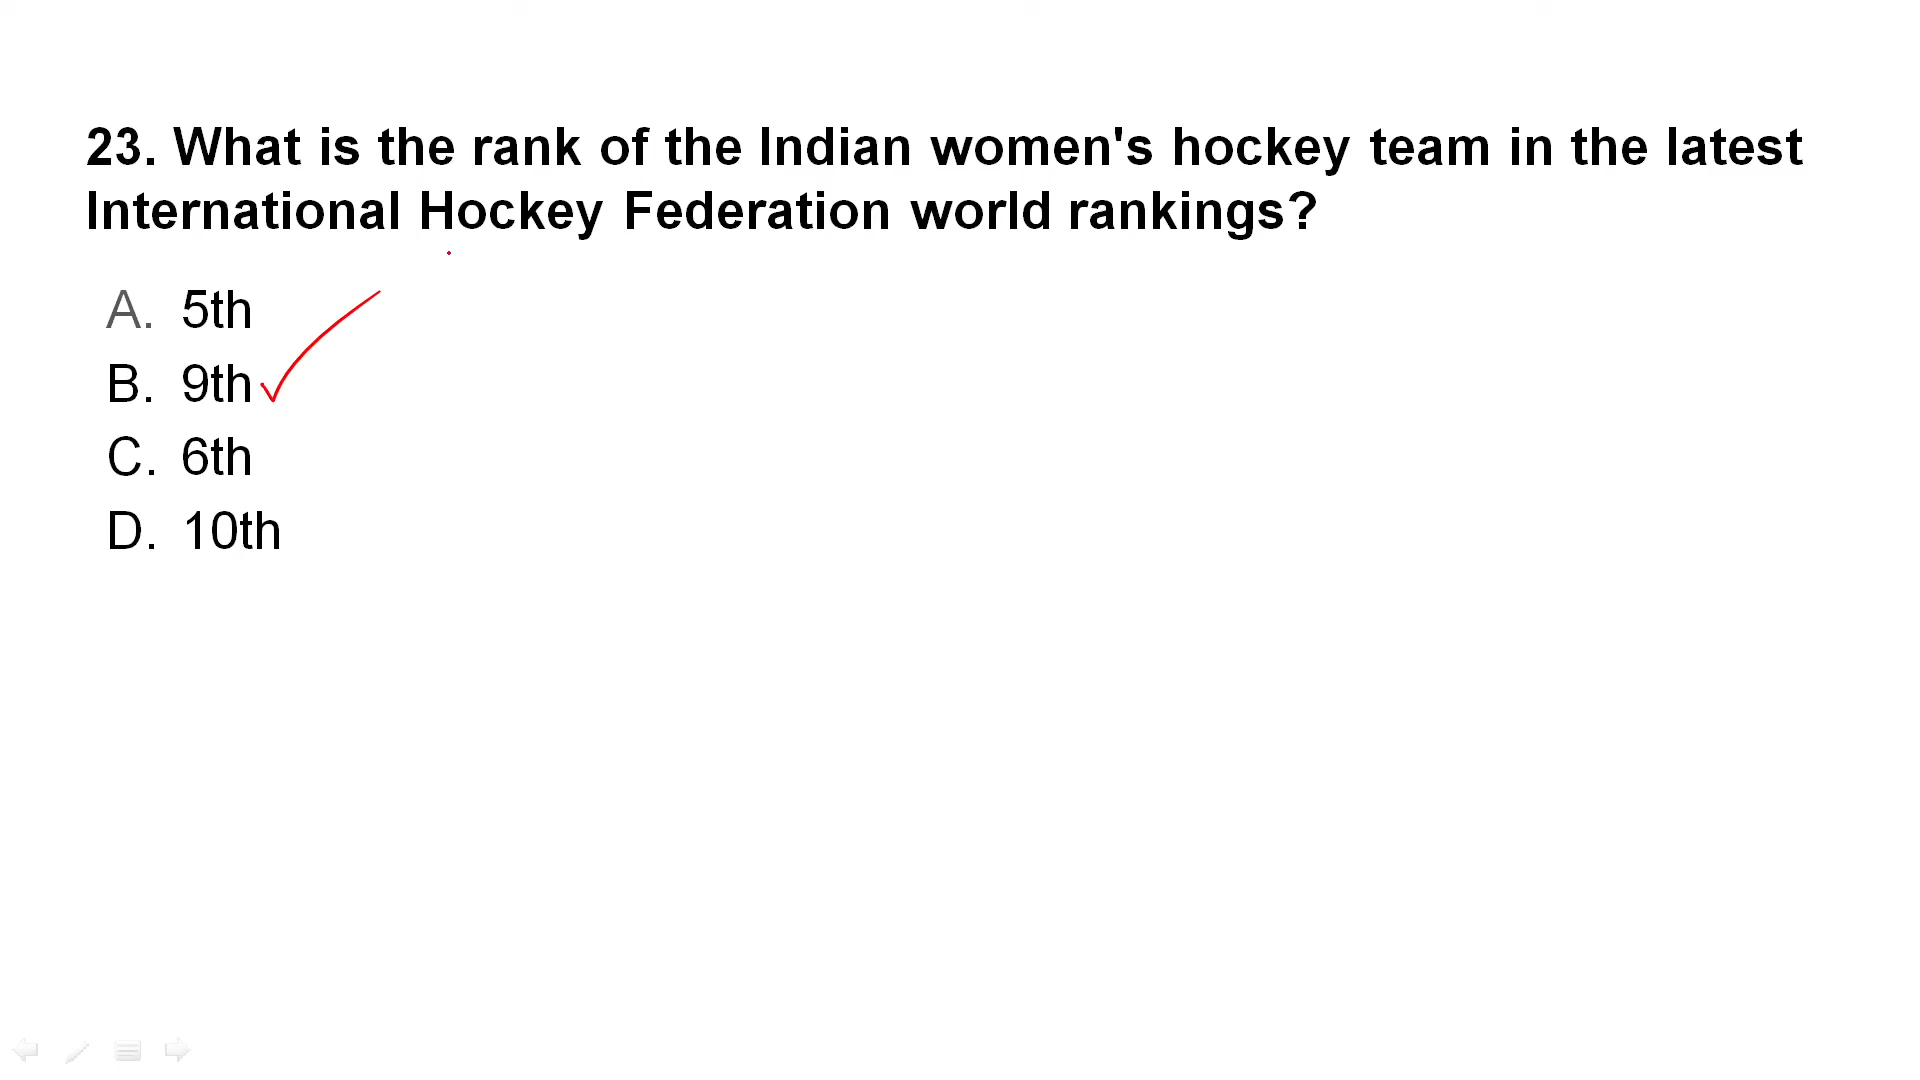 23. What is the rank of the Indian women's hockey team in the latest
International Hockey Federation world rankings?
A. 5th
B. 9th
C. 6th
D. 10th